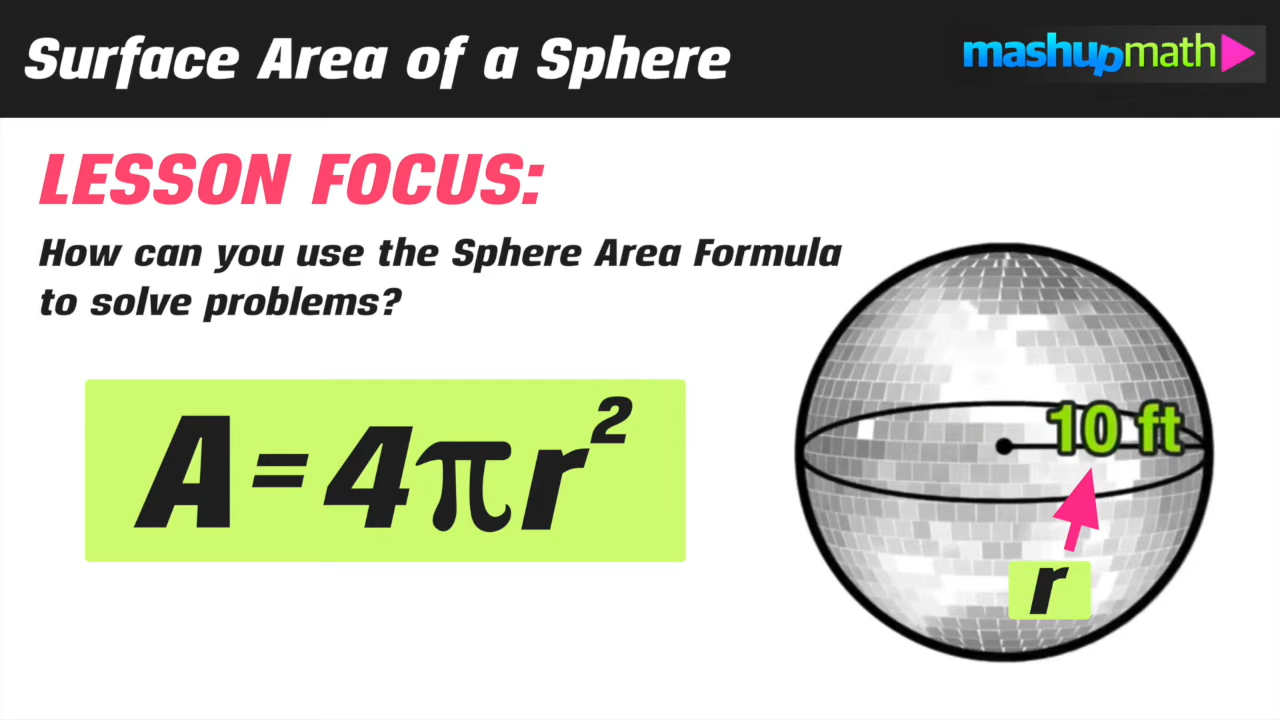 Surface Area of a Sphere
mashupmath
LESSON FOCUS:
How can you use the Sphere Area Formula
to solve problems?
A = 4πr²
10 ft
r